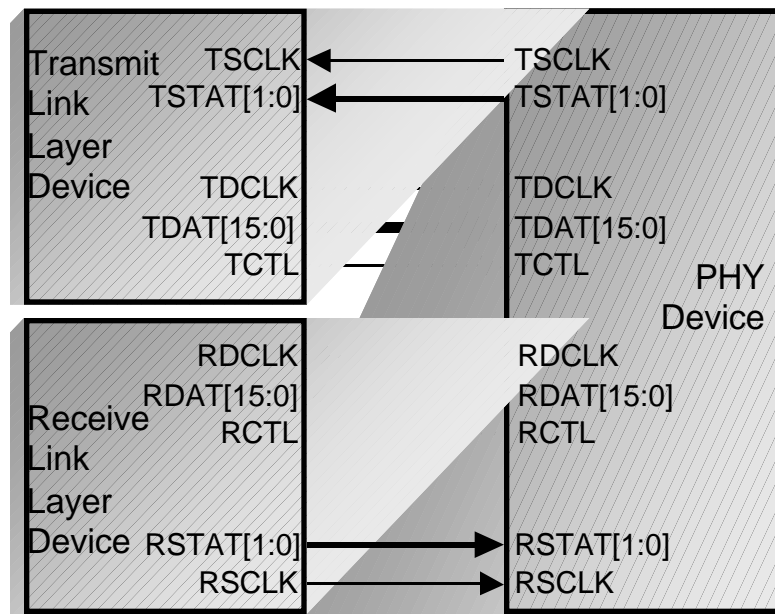 Transmit
Link
Layer
Device
TSCLK
TSTAT[1:0]
TDCLK
TDAT[15:0]
TCTL
TSCLK
TSTAT[1:0]
TDCLK
TDAT[15:0]
TCTL
PHY
Device
Receive
Link
Layer
Device
RDCLK
RDAT[15:0]
RCTL
RSTAT[1:0]
RSCLK
RDCLK
RDAT[15:0]
RCTL
RSTAT[1:0]
RSCLK